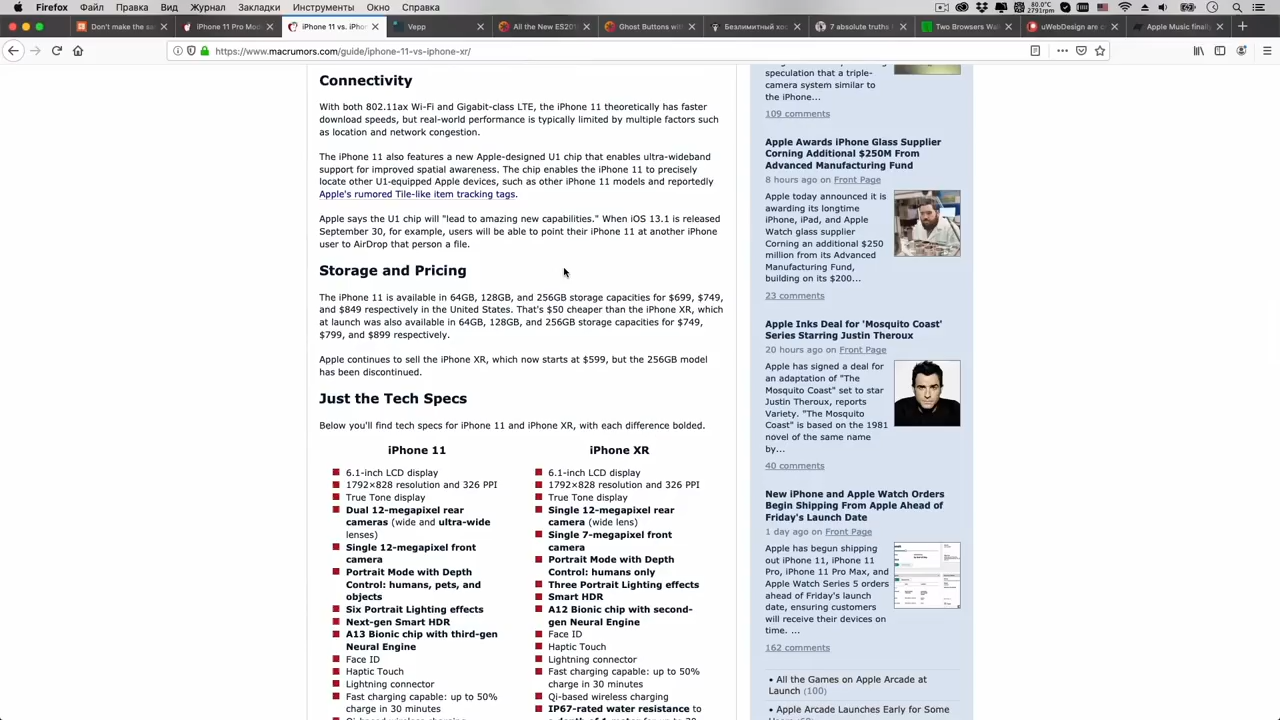 Firefox Файл Правка Вид Журнал Закладки Инструменты Окно Справка 80.0°C 2791rpm
Don't make the sa iPhone 11 Pro Mode iPhone 11 vs. iPho Vepp All the New ES201 Ghost Buttons with Безлимитный хос 7 absolute truths I Two Browsers Wal uWebDesign are c Apple Music finally
https://www.macrumors.com/guide/iphone-11-vs-iphone-xr/
Connectivity
With both 802.11ax Wi-Fi and Gigabit-class LTE, the iPhone 11 theoretically has faster
download speeds, but real-world performance is typically limited by multiple factors such
as location and network congestion.
The iPhone 11 also features a new Apple-designed U1 chip that enables ultra-wideband
support for improved spatial awareness. The chip enables the iPhone 11 to precisely
locate other U1-equipped Apple devices, such as other iPhone 11 models and reportedly
Apple's rumored Tile-like item tracking tags.
Apple says the U1 chip will "lead to amazing new capabilities." When iOS 13.1 is released
September 30, for example, users will be able to point their iPhone 11 at another iPhone
user to AirDrop that person a file.
Storage and Pricing
The iPhone 11 is available in 64GB, 128GB, and 256GB storage capacities for $699, $749,
and $849 respectively in the United States. That's $50 cheaper than the iPhone XR, which
at launch was also available in 64GB, 128GB, and 256GB storage capacities for $749,
$799, and $899 respectively.
Apple continues to sell the iPhone XR, which now starts at $599, but the 256GB model
has been discontinued.
Just the Tech Specs
Below you'll find tech specs for iPhone 11 and iPhone XR, with each difference bolded.
iPhone 11
6.1-inch LCD display
1792×828 resolution and 326 PPI
True Tone display
Dual 12-megapixel rear
cameras (wide and ultra-wide
lenses)
Single 12-megapixel front
camera
Portrait Mode with Depth
Control: humans, pets, and
objects
Six Portrait Lighting effects
Next-gen Smart HDR
A13 Bionic chip with third-gen
Neural Engine
Face ID
Haptic Touch
Lightning connector
Fast charging capable: up to 50%
charge in 30 minutes
Qi-based wireless charging
iPhone XR
6.1-inch LCD display
1792×828 resolution and 326 PPI
True Tone display
Single 12-megapixel rear
camera (wide lens)
Single 7-megapixel front
camera
Portrait Mode with Depth
Control: humans only
Three Portrait Lighting effects
Smart HDR
A12 Bionic chip with second-
gen Neural Engine
Face ID
Haptic Touch
Lightning connector
Fast charging capable: up to 50%
charge in 30 minutes
Qi-based wireless charging
IP67-rated water resistance to
a depth of 1 meter for up to 30
speculation that a triple-
camera system similar to
the iPhone...
109 comments
Apple Awards iPhone Glass Supplier
Corning Additional $250M From
Advanced Manufacturing Fund
8 hours ago on Front Page
Apple today announced it is
awarding its longtime
iPhone, iPad, and Apple
Watch glass supplier
Corning an additional $250
million from its Advanced
Manufacturing Fund,
building on its $200...
23 comments
Apple Inks Deal for 'Mosquito Coast'
Series Starring Justin Theroux
20 hours ago on Front Page
Apple has signed a deal for
an adaptation of "The
Mosquito Coast" set to star
Justin Theroux, reports
Variety. "The Mosquito
Coast" is based on the 1981
novel of the same name
by...
40 comments
New iPhone and Apple Watch Orders
Begin Shipping From Apple Ahead of
Friday's Launch Date
1 day ago on Front Page
Apple has begun shipping
out iPhone 11, iPhone 11
Pro, iPhone 11 Pro Max, and
Apple Watch Series 5 orders
ahead of Friday's launch
date, ensuring customers
will receive their devices on
time. ...
162 comments
• All the Games on Apple Arcade at
Launch (100)
• Apple Arcade Launches Early for Some